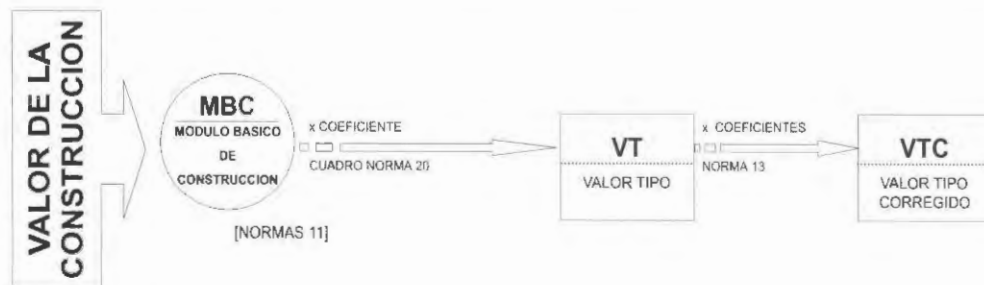 VALOR DE LA
CONSTRUCCION
MBC
MODULO BASICO
DE
CONSTRUCCION
[NORMAS 11]
x COEFICIENTE
CUADRO NORMA 20
VT
VALOR TIPO
x COEFICIENTES
NORMA 13
VTC
VALOR TIPO
CORREGIDO